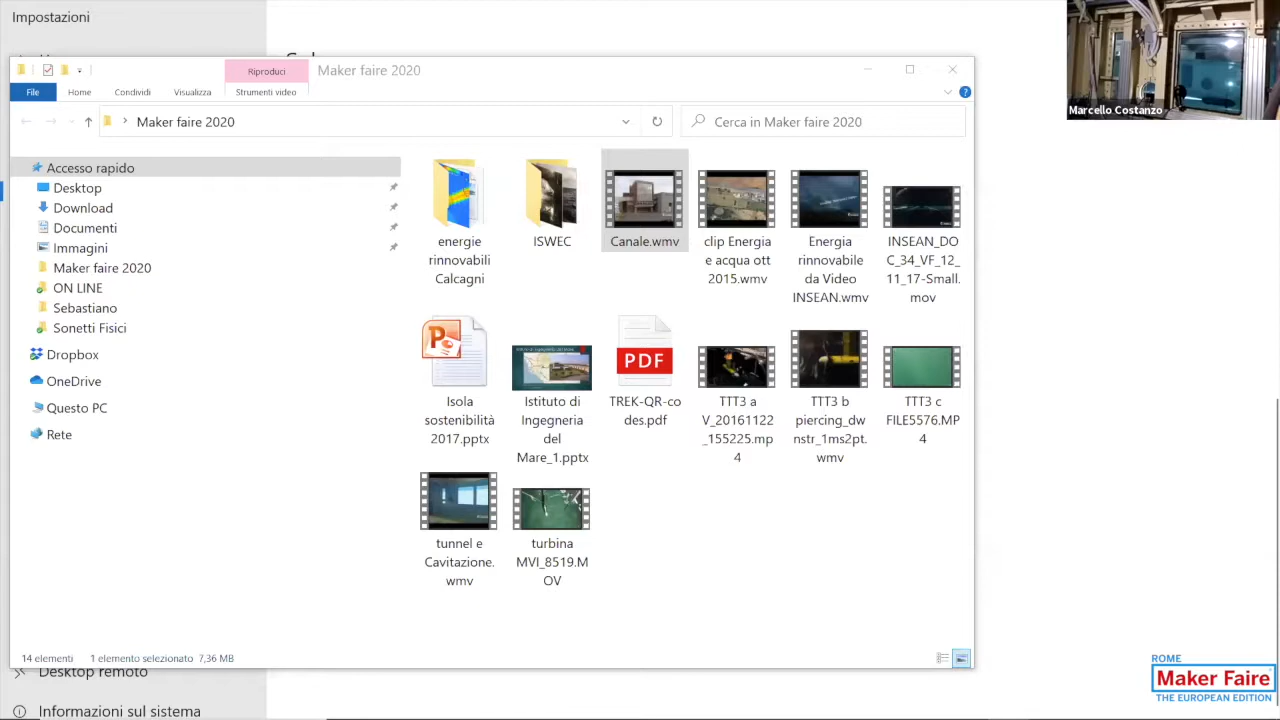 Impostazioni
Riproduci
Maker faire 2020
File
Home
Condividi
Visualizza
Strumenti video
Maker faire 2020
Cerca in Maker faire 2020
Accesso rapido
Desktop
Download
Documenti
Immagini
Maker faire 2020
ON LINE
Sebastiano
Sonetti Fisici
Dropbox
OneDrive
Questo PC
Rete
energie
rinnovabili
Calcagni
ISWEC
Canale.wmv
clip Energia
e acqua ott
2015.wmv
Energia
rinnovabile
da Video
INSEAN.wmv
INSEAN_DO
C_34_VF_12_
11_17-Small.
mov
P
Isola
sostenibilità
2017.pptx
Istituto di
Ingegneria
del
Mare_1.pptx
PDF
TREK-QR-co
des.pdf
TTT3 a
V_20161122
_155225.mp
4
TTT3 b
piercing_dw
nstr_1ms2pt.
wmv
TTT3 c
FILE5576.MP
4
tunnel e
Cavitazione.
wmv
turbina
MVI_8519.M
OV
14 elementi
1 elemento selezionato 7,36 MB
Desktop remoto
Informazioni sul sistema
Marcello Costanzo
ROME
Maker Faire
THE EUROPEAN EDITION